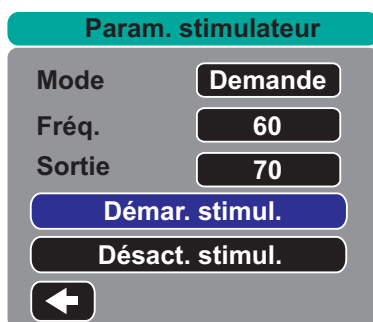 Param. stimulateur
Mode Demande
Fréq. 60
Sortie 70
Démar. stimul.
Désact. stimul.